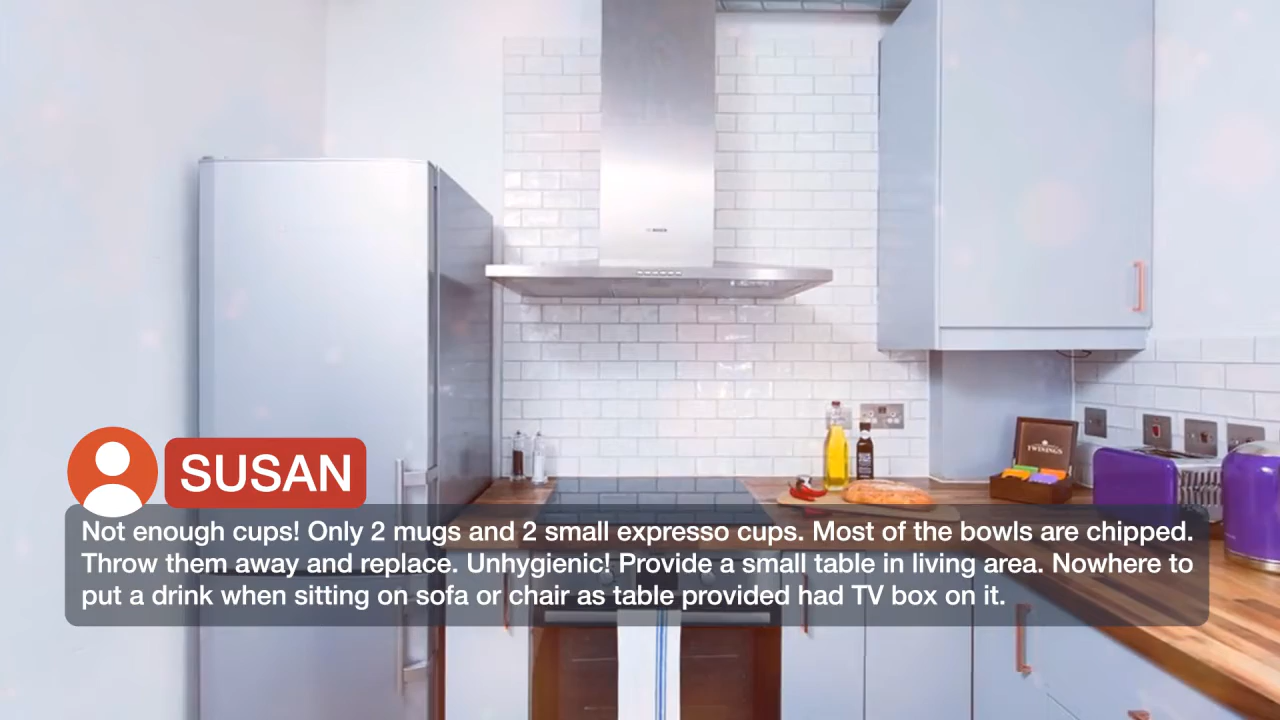 BOSCH
TWININGS
SUSAN
Not enough cups! Only 2 mugs and 2 small expresso cups. Most of the bowls are chipped.
Throw them away and replace. Unhygienic! Provide a small table in living area. Nowhere to
put a drink when sitting on sofa or chair as table provided had TV box on it.